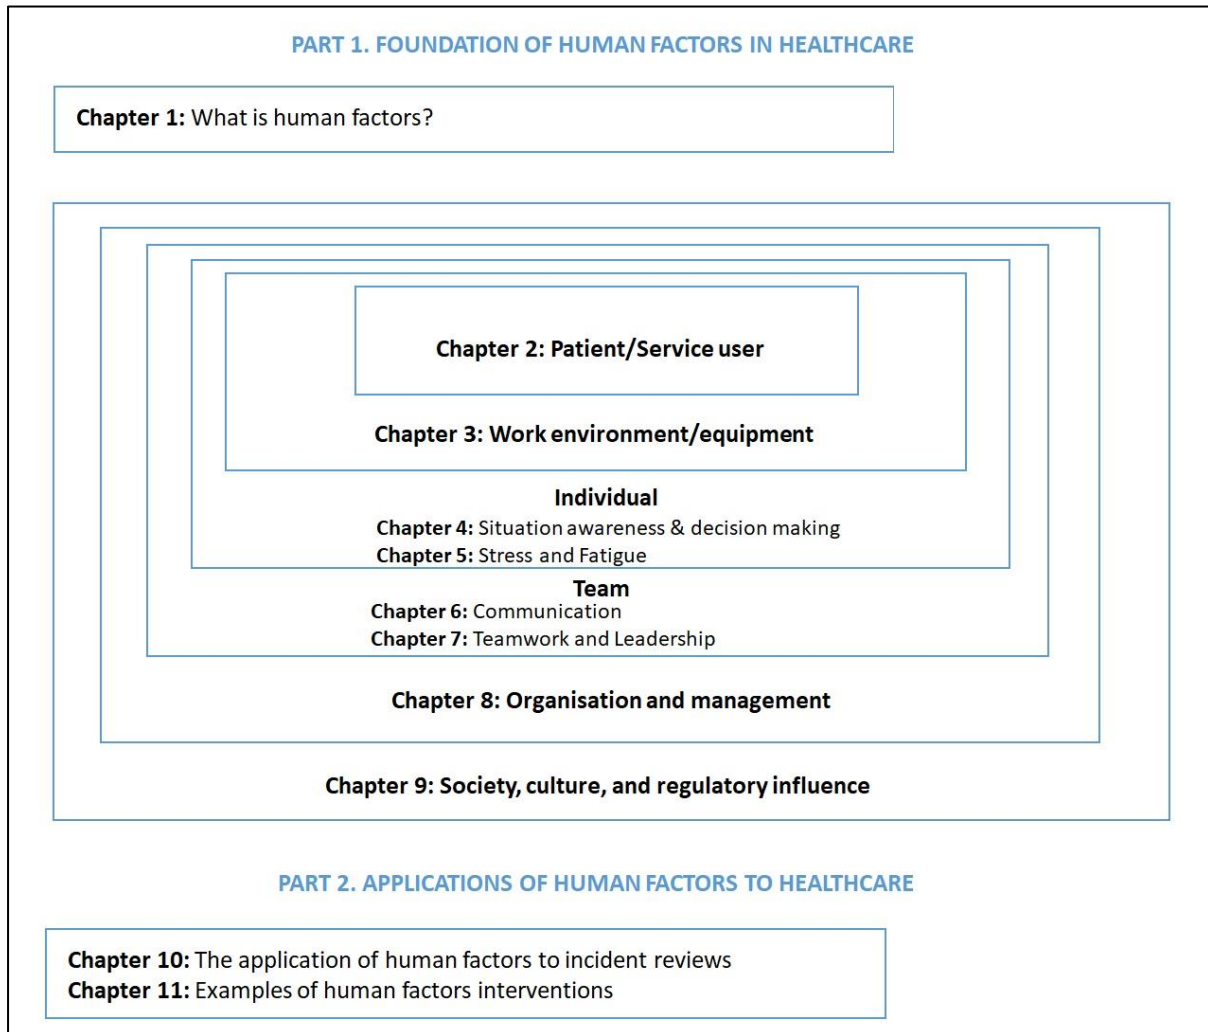 PART 1. FOUNDATION OF HUMAN FACTORS IN HEALTHCARE
Chapter 1: What is human factors?
Chapter 2: Patient/Service user
Chapter 3: Work environment/equipment
Individual
Chapter 4: Situation awareness & decision making
Chapter 5: Stress and Fatigue
Team
Chapter 6: Communication
Chapter 7: Teamwork and Leadership
Chapter 8: Organisation and management
Chapter 9: Society, culture, and regulatory influence
PART 2. APPLICATIONS OF HUMAN FACTORS TO HEALTHCARE
Chapter 10: The application of human factors to incident reviews
Chapter 11: Examples of human factors interventions